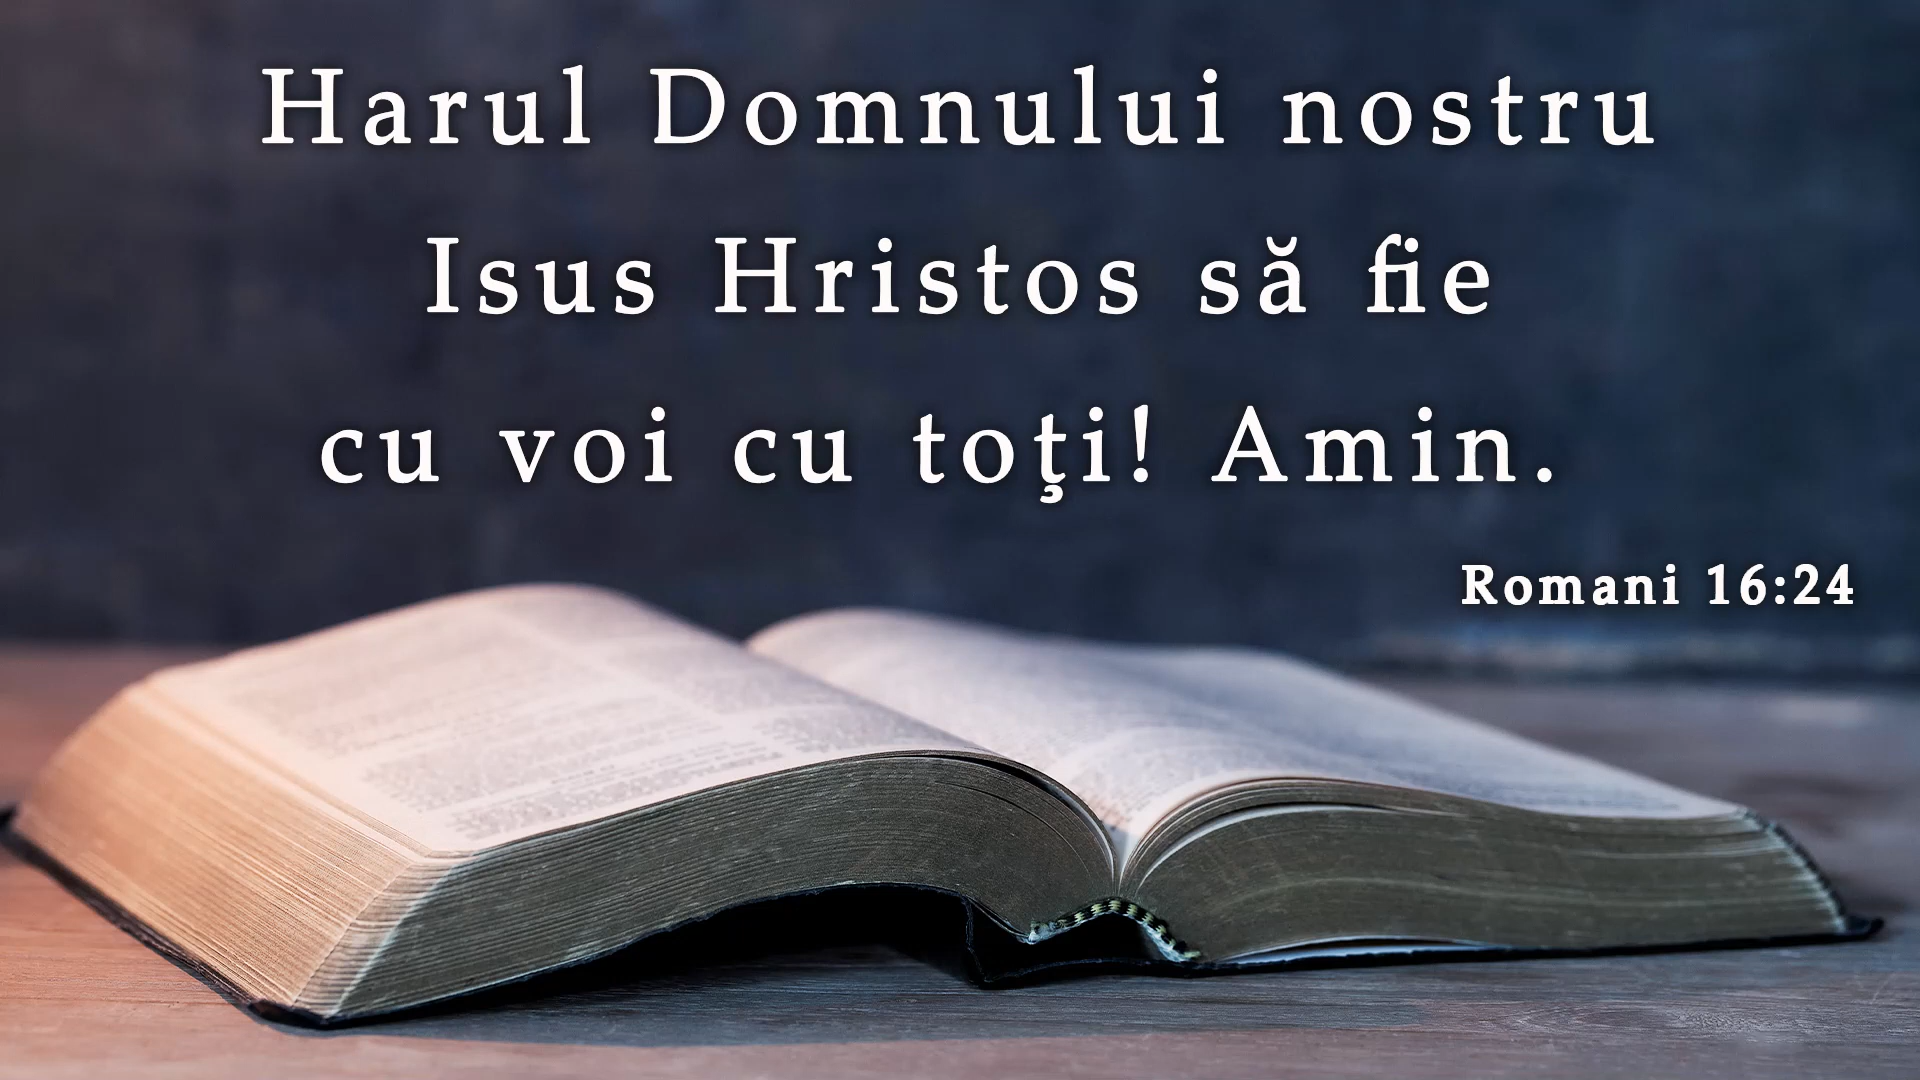 Harul Domnului nostru
Isus Hristos să fie
cu voi cu toţi! Amin.
Romani 16:24